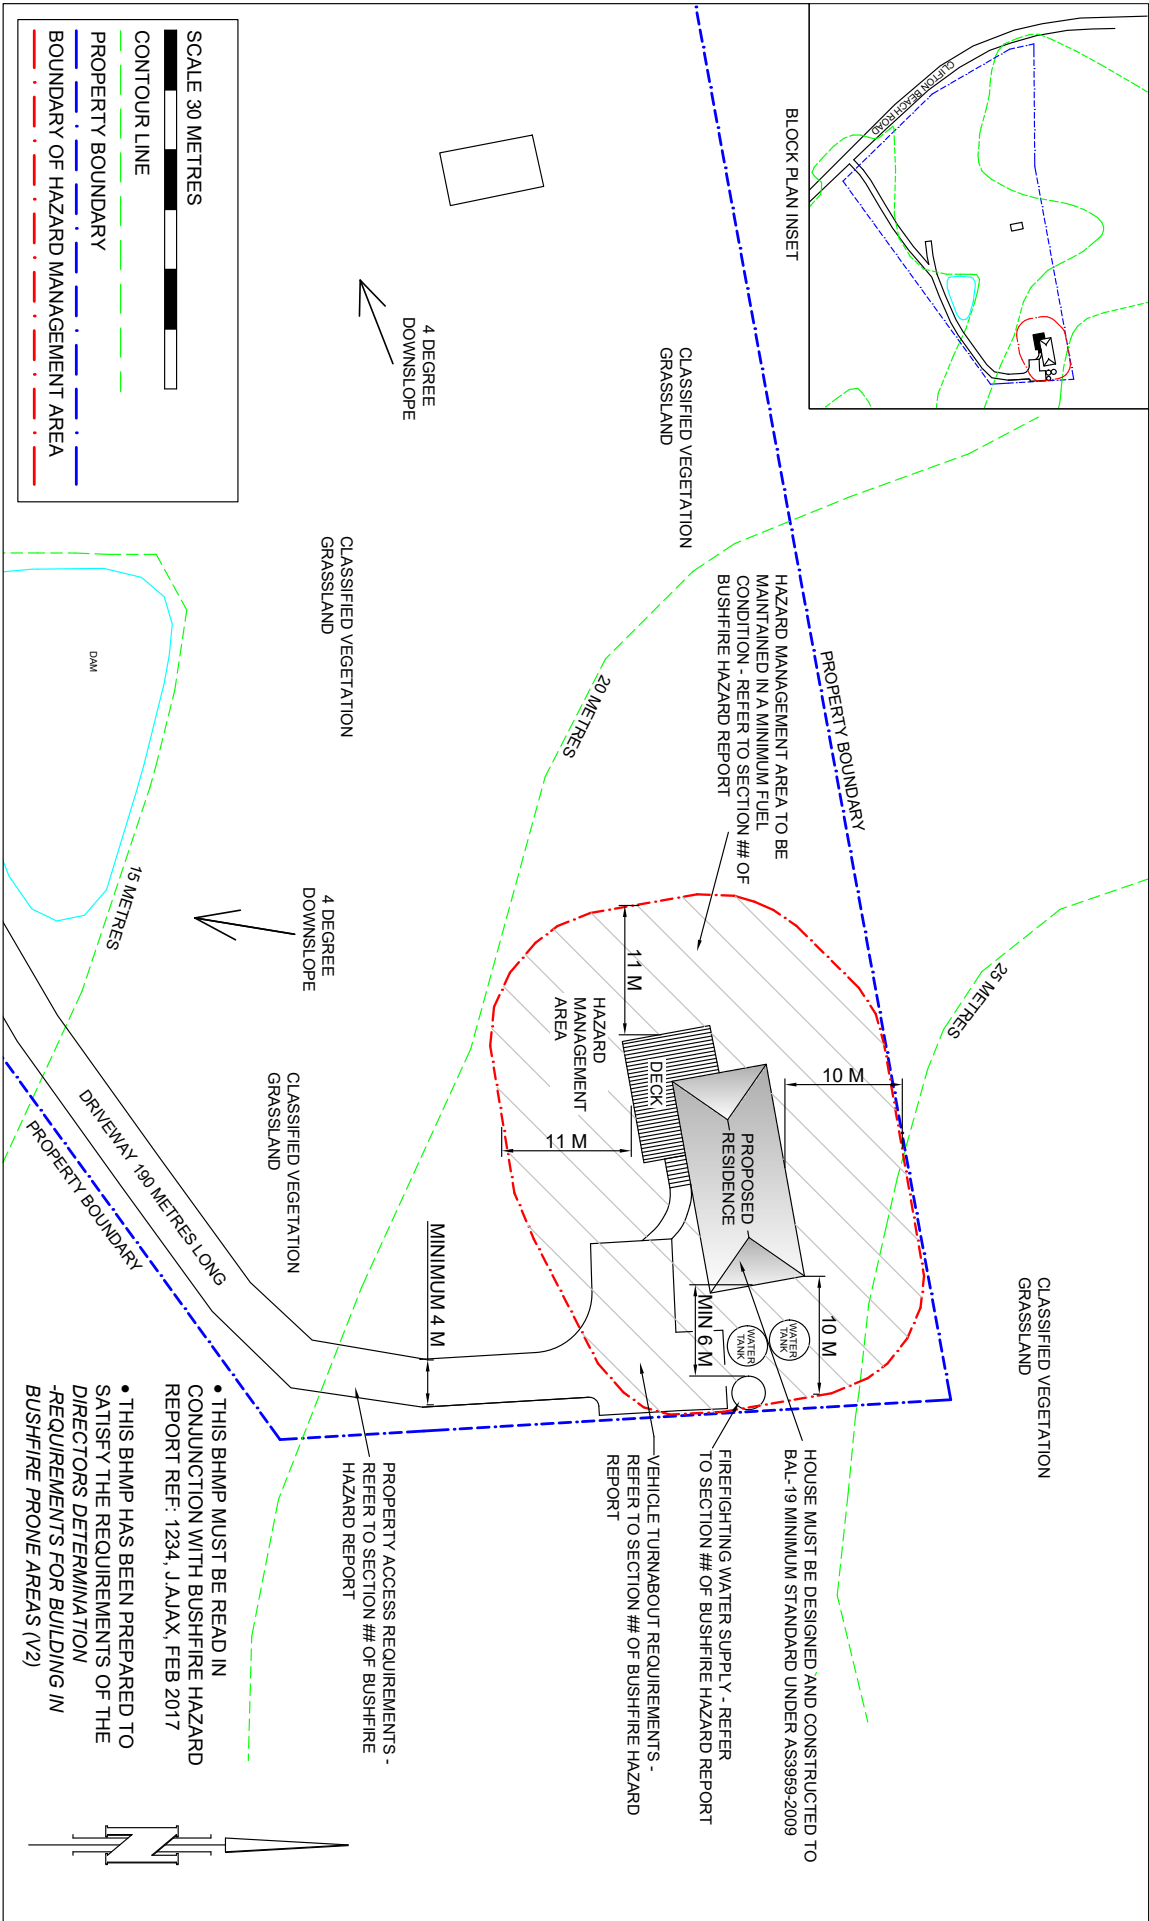 CLIFTON BEACH ROAD
BLOCK PLAN INSET
PROPERTY BOUNDARY
25 METRES
CLASSIFIED VEGETATION
GRASSLAND
CLASSIFIED VEGETATION
GRASSLAND
HAZARD MANAGEMENT AREA TO BE
MAINTAINED IN A MINIMUM FUEL
CONDITION - REFER TO SECTION ## OF
BUSHFIRE HAZARD REPORT
10 M
10 M
HOUSE MUST BE DESIGNED AND CONSTRUCTED TO
BAL-19 MINIMUM STANDARD UNDER AS3959-2009
PROPOSED
RESIDENCE
WATER
TANK
WATER
TANK
MIN 6 M
FIREFIGHTING WATER SUPPLY - REFER
TO SECTION ## OF BUSHFIRE HAZARD REPORT
11 M
DECK
20 METRES
HAZARD
MANAGEMENT
AREA
11 M
VEHICLE TURNABOUT REQUIREMENTS -
REFER TO SECTION ## OF BUSHFIRE HAZARD
REPORT
4 DEGREE
DOWNSLOPE
MINIMUM 4 M
PROPERTY ACCESS REQUIREMENTS -
REFER TO SECTION ## OF BUSHFIRE
HAZARD REPORT
CLASSIFIED VEGETATION
GRASSLAND
4 DEGREE
DOWNSLOPE
CLASSIFIED VEGETATION
GRASSLAND
15 METRES
DRIVEWAY 190 METRES LONG
PROPERTY BOUNDARY
DAM
SCALE 30 METRES
CONTOUR LINE
PROPERTY BOUNDARY
BOUNDARY OF HAZARD MANAGEMENT AREA
• THIS BHMP MUST BE READ IN
CONJUNCTION WITH BUSHFIRE HAZARD
REPORT REF: 1234, J.AJAX, FEB 2017
• THIS BHMP HAS BEEN PREPARED TO
SATISFY THE REQUIREMENTS OF THE
DIRECTORS DETERMINATION
-REQUIREMENTS FOR BUILDING IN
BUSHFIRE PRONE AREAS (V2)
N